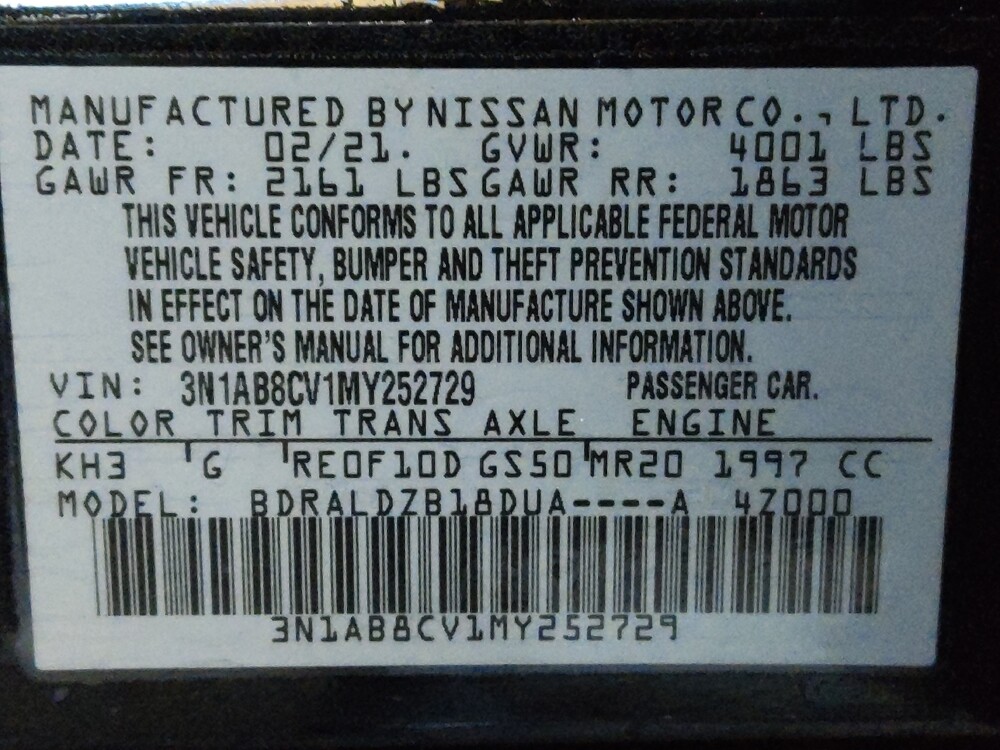 MANUFACTURED BY NISSAN MOTOR CO., LTD.
DATE: 02/21. GVWR: 4001 LBS
GAWR FR: 2161 LBS GAWR RR: 1863 LBS
THIS VEHICLE CONFORMS TO ALL APPLICABLE FEDERAL MOTOR
VEHICLE SAFETY, BUMPER AND THEFT PREVENTION STANDARDS
IN EFFECT ON THE DATE OF MANUFACTURE SHOWN ABOVE.
SEE OWNER'S MANUAL FOR ADDITIONAL INFORMATION.
VIN: 3N1AB8CV1MY252729 PASSENGER CAR.
COLOR TRIM TRANS AXLE ENGINE
KH3 G RE0F10D GS50 MR20 1997 CC
MODEL: BDRALDZB18DUA----A 4Z000
3N1AB8CV1MY252729